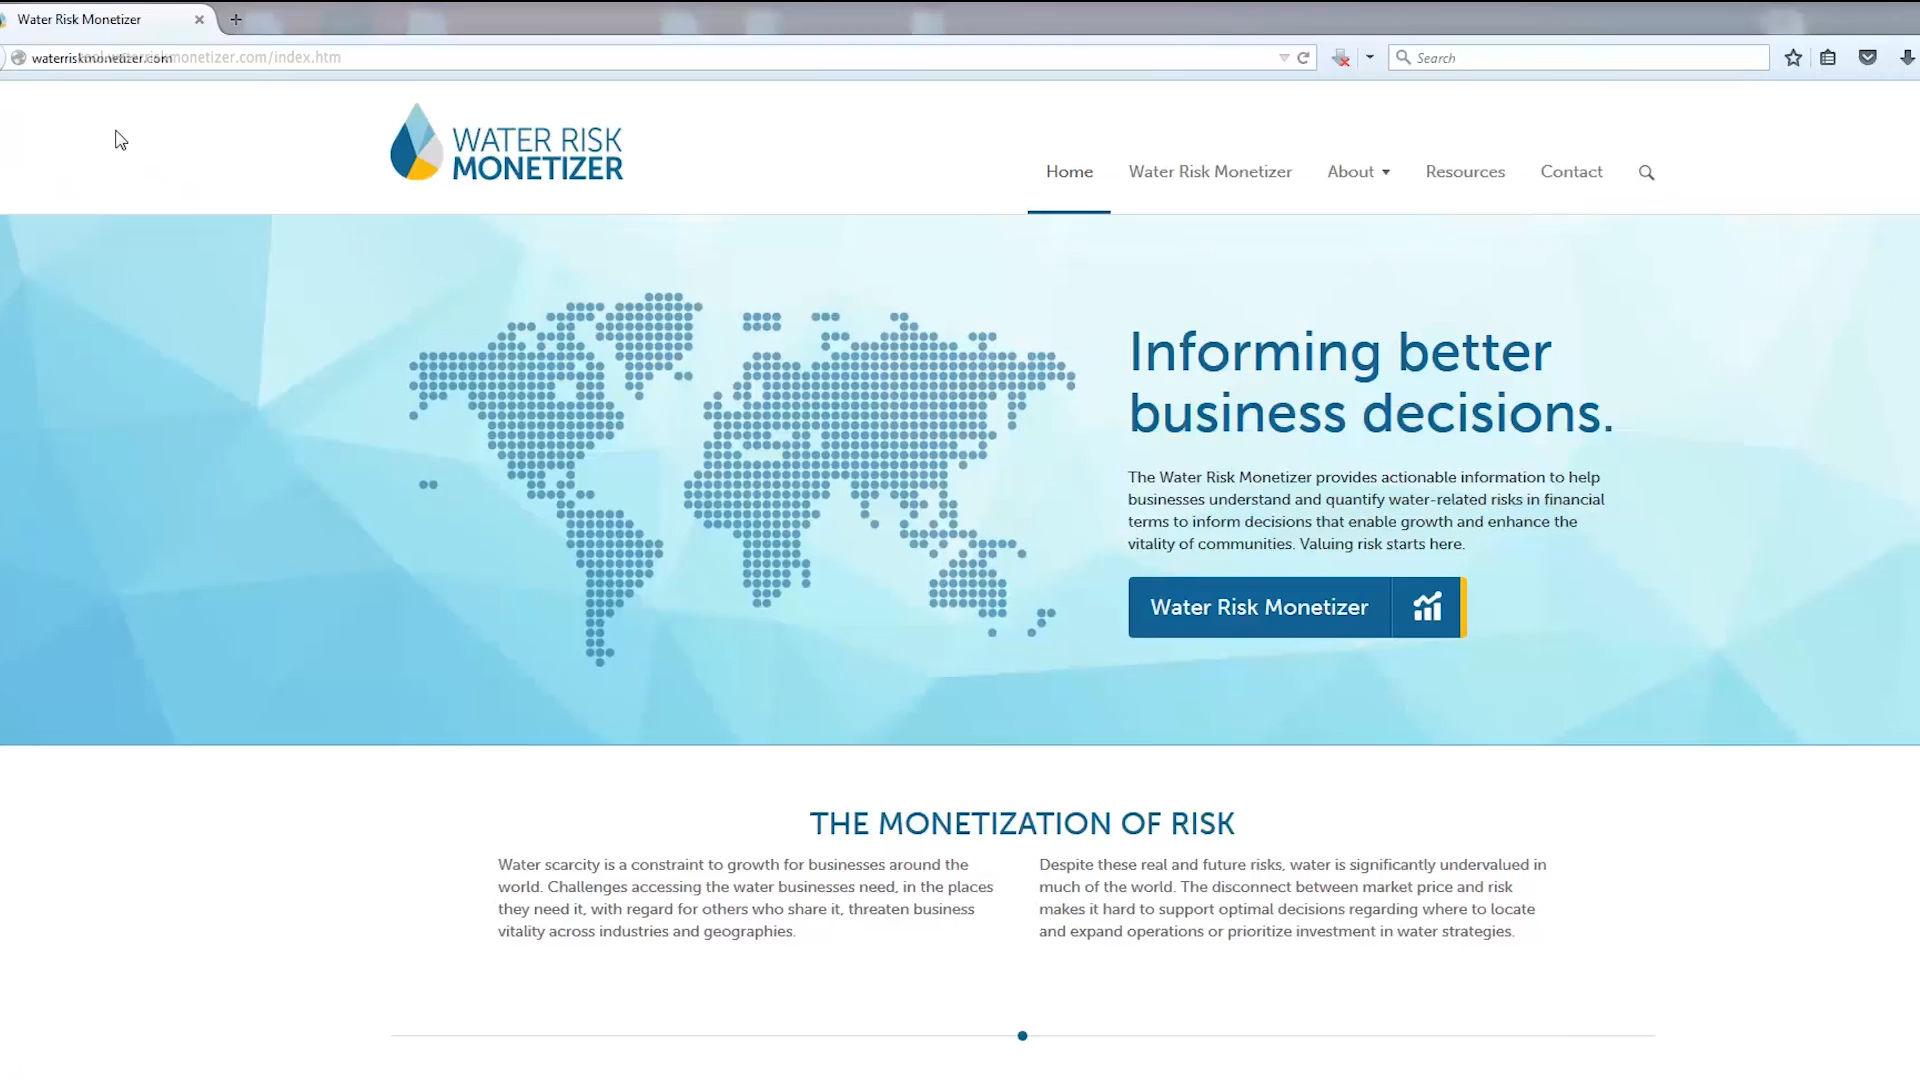 Water Risk Monetizer
waterriskmonetizer.com
Search
WATER RISK
MONETIZER
Home
Water Risk Monetizer
About
Resources
Contact
Informing better
business decisions.
The Water Risk Monetizer provides actionable information to help
businesses understand and quantify water-related risks in financial
terms to inform decisions that enable growth and enhance the
vitality of communities. Valuing risk starts here.
Water Risk Monetizer
THE MONETIZATION OF RISK
Water scarcity is a constraint to growth for businesses around the
world. Challenges accessing the water businesses need, in the places
they need it, with regard for others who share it, threaten business
vitality across industries and geographies.
Despite these real and future risks, water is significantly undervalued in
much of the world. The disconnect between market price and risk
makes it hard to support optimal decisions regarding where to locate
and expand operations or prioritize investment in water strategies.